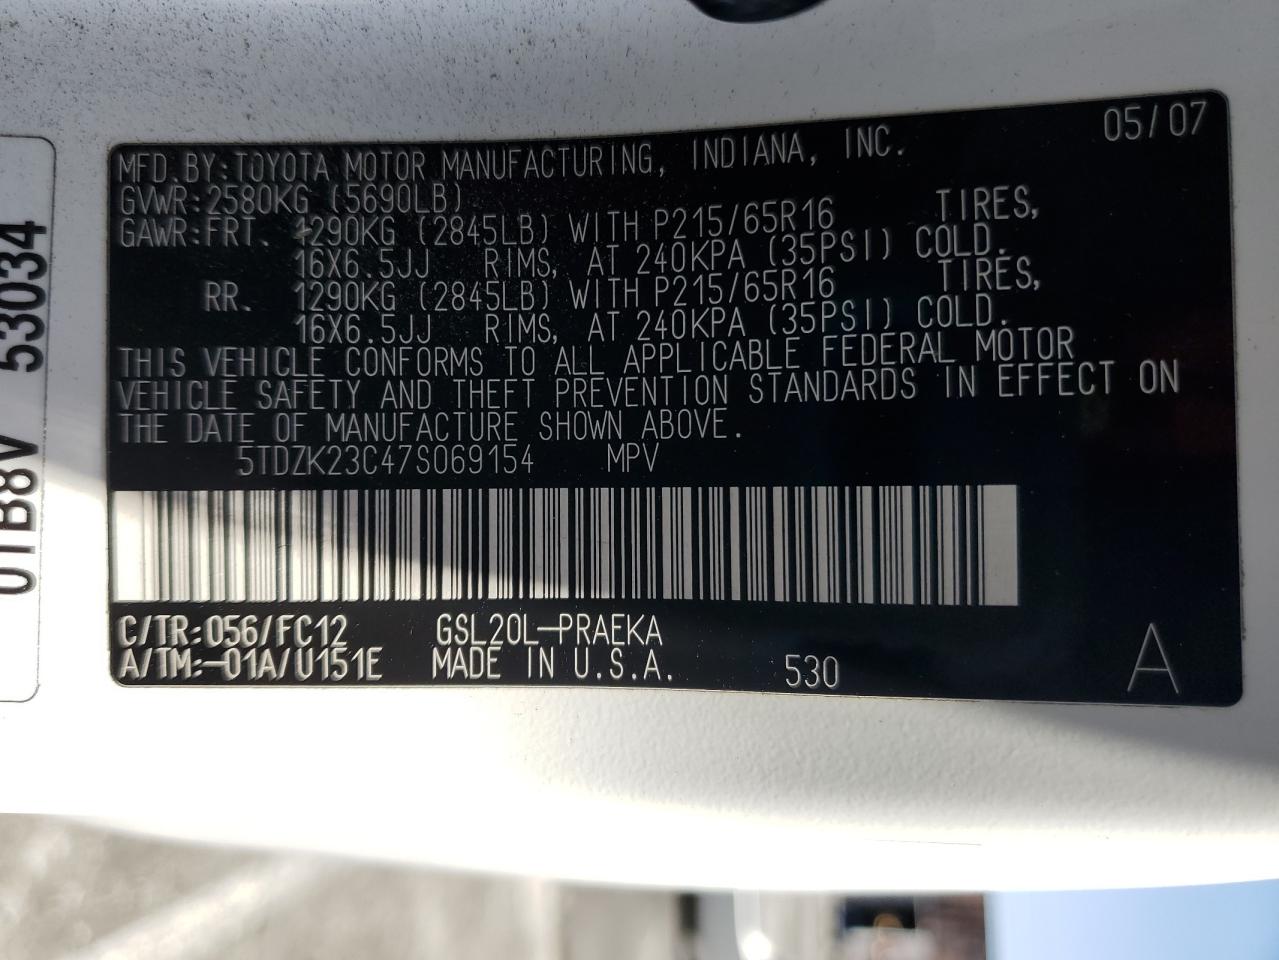 05/07
MFD.BY:TOYOTA MOTOR MANUFACTURING, INDIANA, INC.
GVWR:2580KG (5690LB)
GAWR:FRT. 1290KG (2845LB) WITH P215/65R16 TIRES,
16X6.5JJ RIMS, AT 240KPA (35PSI) COLD.
RR. 1290KG (2845LB) WITH P215/65R16 TIRES,
16X6.5JJ RIMS, AT 240KPA (35PSI) COLD.
THIS VEHICLE CONFORMS TO ALL APPLICABLE FEDERAL MOTOR
VEHICLE SAFETY AND THEFT PREVENTION STANDARDS IN EFFECT ON
THE DATE OF MANUFACTURE SHOWN ABOVE.
5TDZK23C47S069154 MPV
C/TR:056/FC12 GSL20L-PRAEKA
A/TM:-01A/U151E MADE IN U.S.A. 530 A
01B8V 53034